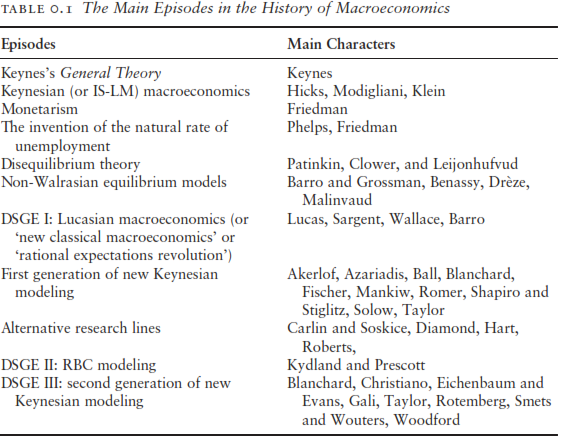 TABLE 0.1 The Main Episodes in the History of Macroeconomics
Episodes Main Characters
Keynes's General Theory Keynes
Keynesian (or IS-LM) macroeconomics Hicks, Modigliani, Klein
Monetarism Friedman
The invention of the natural rate of Phelps, Friedman
unemployment
Disequilibrium theory Patinkin, Clower, and Leijonhufvud
Non-Walrasian equilibrium models Barro and Grossman, Benassy, Drèze,
Malinvaud
DSGE I: Lucasian macroeconomics (or Lucas, Sargent, Wallace, Barro
'new classical macroeconomics' or
'rational expectations revolution')
First generation of new Keynesian Akerlof, Azariadis, Ball, Blanchard,
modeling Fischer, Mankiw, Romer, Shapiro and
Stiglitz, Solow, Taylor
Alternative research lines Carlin and Soskice, Diamond, Hart,
Roberts,
DSGE II: RBC modeling Kydland and Prescott
DSGE III: second generation of new Blanchard, Christiano, Eichenbaum and
Keynesian modeling Evans, Gali, Taylor, Rotemberg, Smets
and Wouters, Woodford